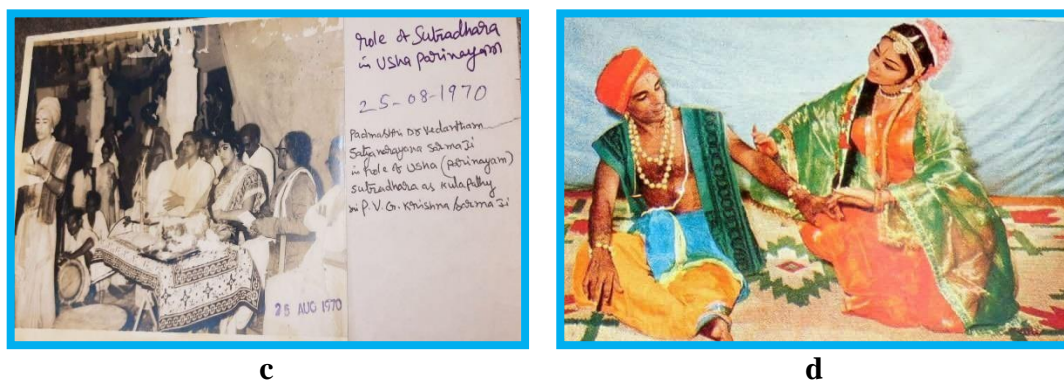 role of Sutradhara
in Usha parinayam
25-08-1970
Padmashri Dr Vedantham
Satyanarayana Sarma Ji
in role of Usha (parinayam)
Sutradhara as Kulapathy
Sri P.V.G. Krishna Sarma Ji
25 AUG 1970
c
d